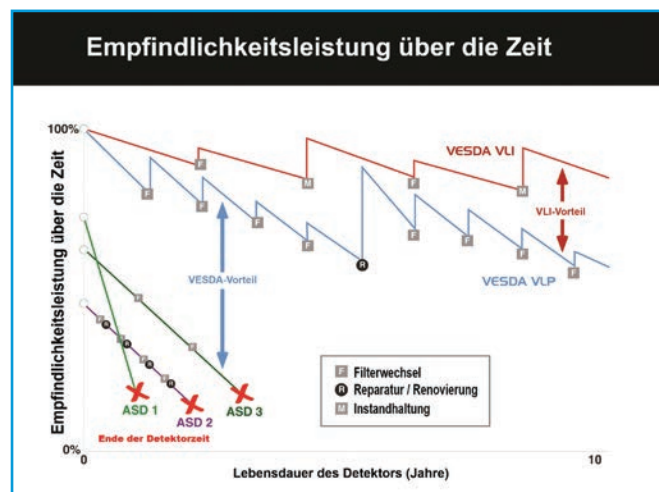 Empfindlichkeitsleistung über die Zeit
100%
Empfindlichkeitsleistung über die Zeit
0%
VESDA VLI
VLI-Vorteil
VESDA VLP
VESDA-Vorteil
F
F
M
F
M
F
F
F
F
R
F
F
F
F
F
F
F
R
F
R
F
R
F
R
ASD 1
ASD 2
ASD 3
Ende der Detektorzeit
F Filterwechsel
R Reparatur / Renovierung
M Instandhaltung
0
10
Lebensdauer des Detektors (Jahre)